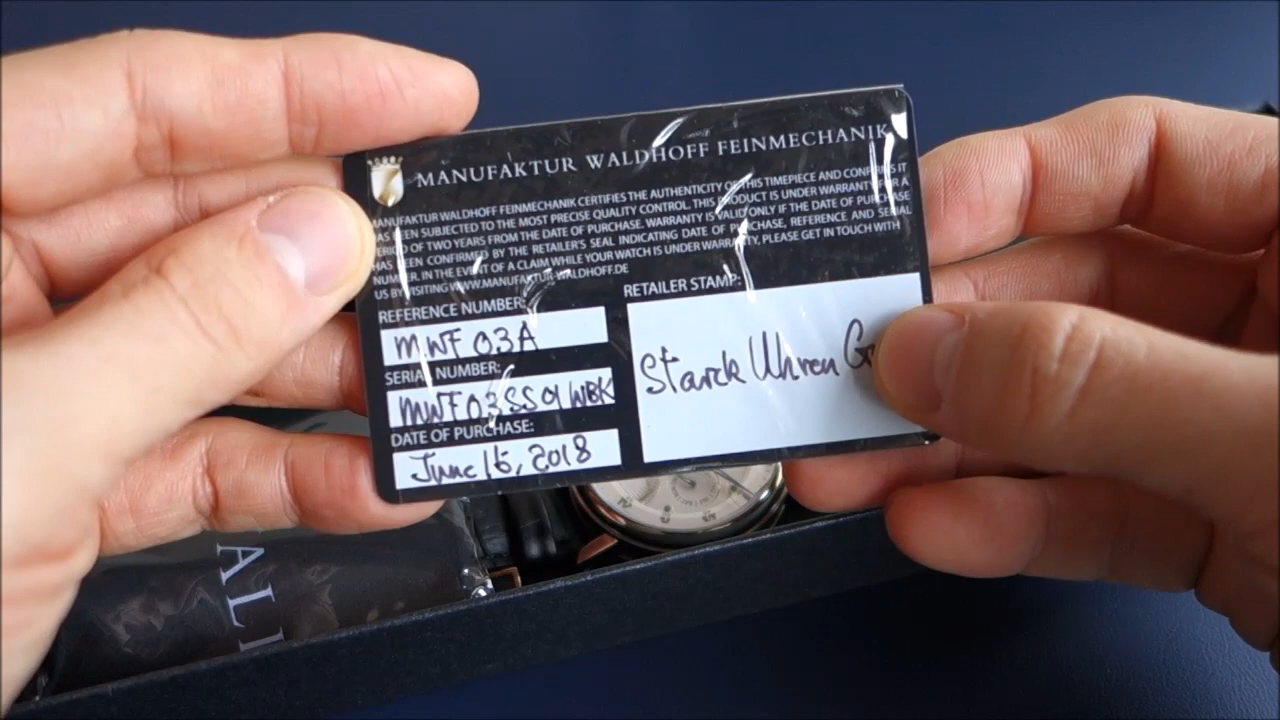 MANUFAKTUR WALDHOFF FEINMECHANIK
MANUFAKTUR WALDHOFF FEINMECHANIK CERTIFIES THE AUTHENTICITY OF THIS TIMEPIECE AND CONFIRMS IT
HAS BEEN SUBJECTED TO THE MOST PRECISE QUALITY CONTROL. THIS PRODUCT IS UNDER WARRANTY FOR A
PERIOD OF TWO YEARS FROM THE DATE OF PURCHASE. WARRANTY IS VALID ONLY IF THE DATE OF PURCHASE
HAS BEEN CONFIRMED BY THE RETAILER'S SEAL INDICATING DATE OF PURCHASE, REFERENCE AND SERIAL
NUMBER. IN THE EVENT OF A CLAIM WHILE YOUR WATCH IS UNDER WARRANTY, PLEASE GET IN TOUCH WITH
US BY VISITING WWW.MANUFAKTUR-WALDHOFF.DE
REFERENCE NUMBER:
MWF 03A
SERIAL NUMBER:
MWF03SS01WBK
DATE OF PURCHASE:
June 15, 2018
RETAILER STAMP:
Starck Uhren G
ALI